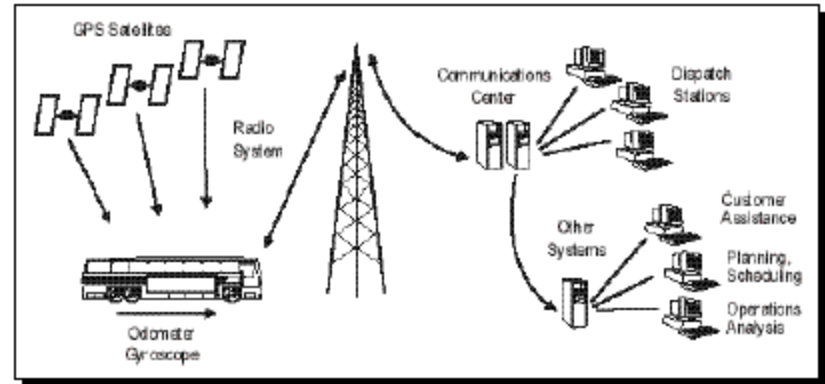 GPS Satellites
Radio
System
Communications
Center
Dispatch
Stations
Other
Systems
Customer
Assistance
Planning,
Scheduling
Operations
Analysis
Odometer
Gyroscope